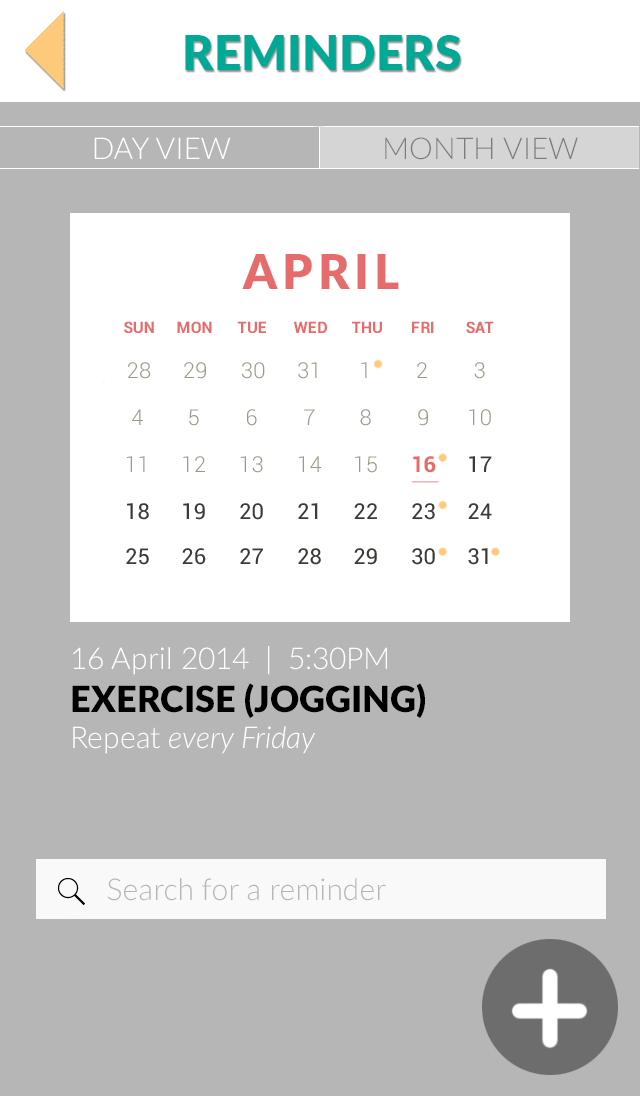 REMINDERS
DAY VIEW MONTH VIEW
APRIL
SUN MON TUE WED THU FRI SAT
28 29 30 31 1 2 3
4 5 6 7 8 9 10
11 12 13 14 15 16 17
18 19 20 21 22 23 24
25 26 27 28 29 30 31
16 April 2014 | 5:30PM
EXERCISE (JOGGING)
Repeat every Friday
Search for a reminder